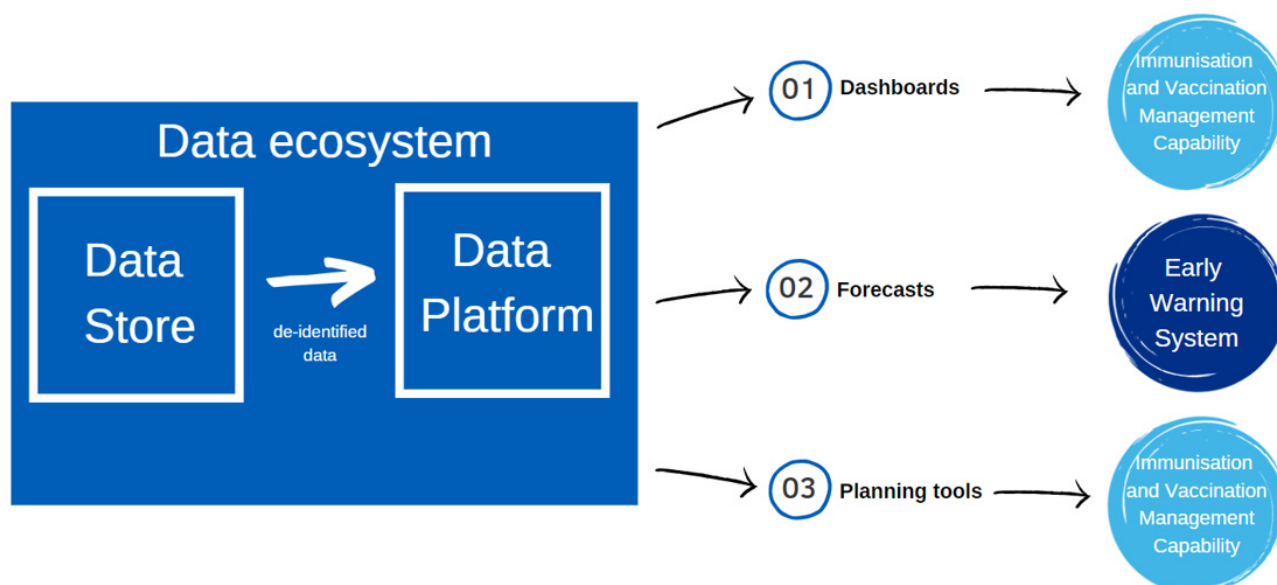 Data ecosystem
Data
Store
de-identified
data
Data
Platform
01 Dashboards
Immunisation
and Vaccination
Management
Capability
02 Forecasts
Early
Warning
System
03 Planning tools
Immunisation
and Vaccination
Management
Capability